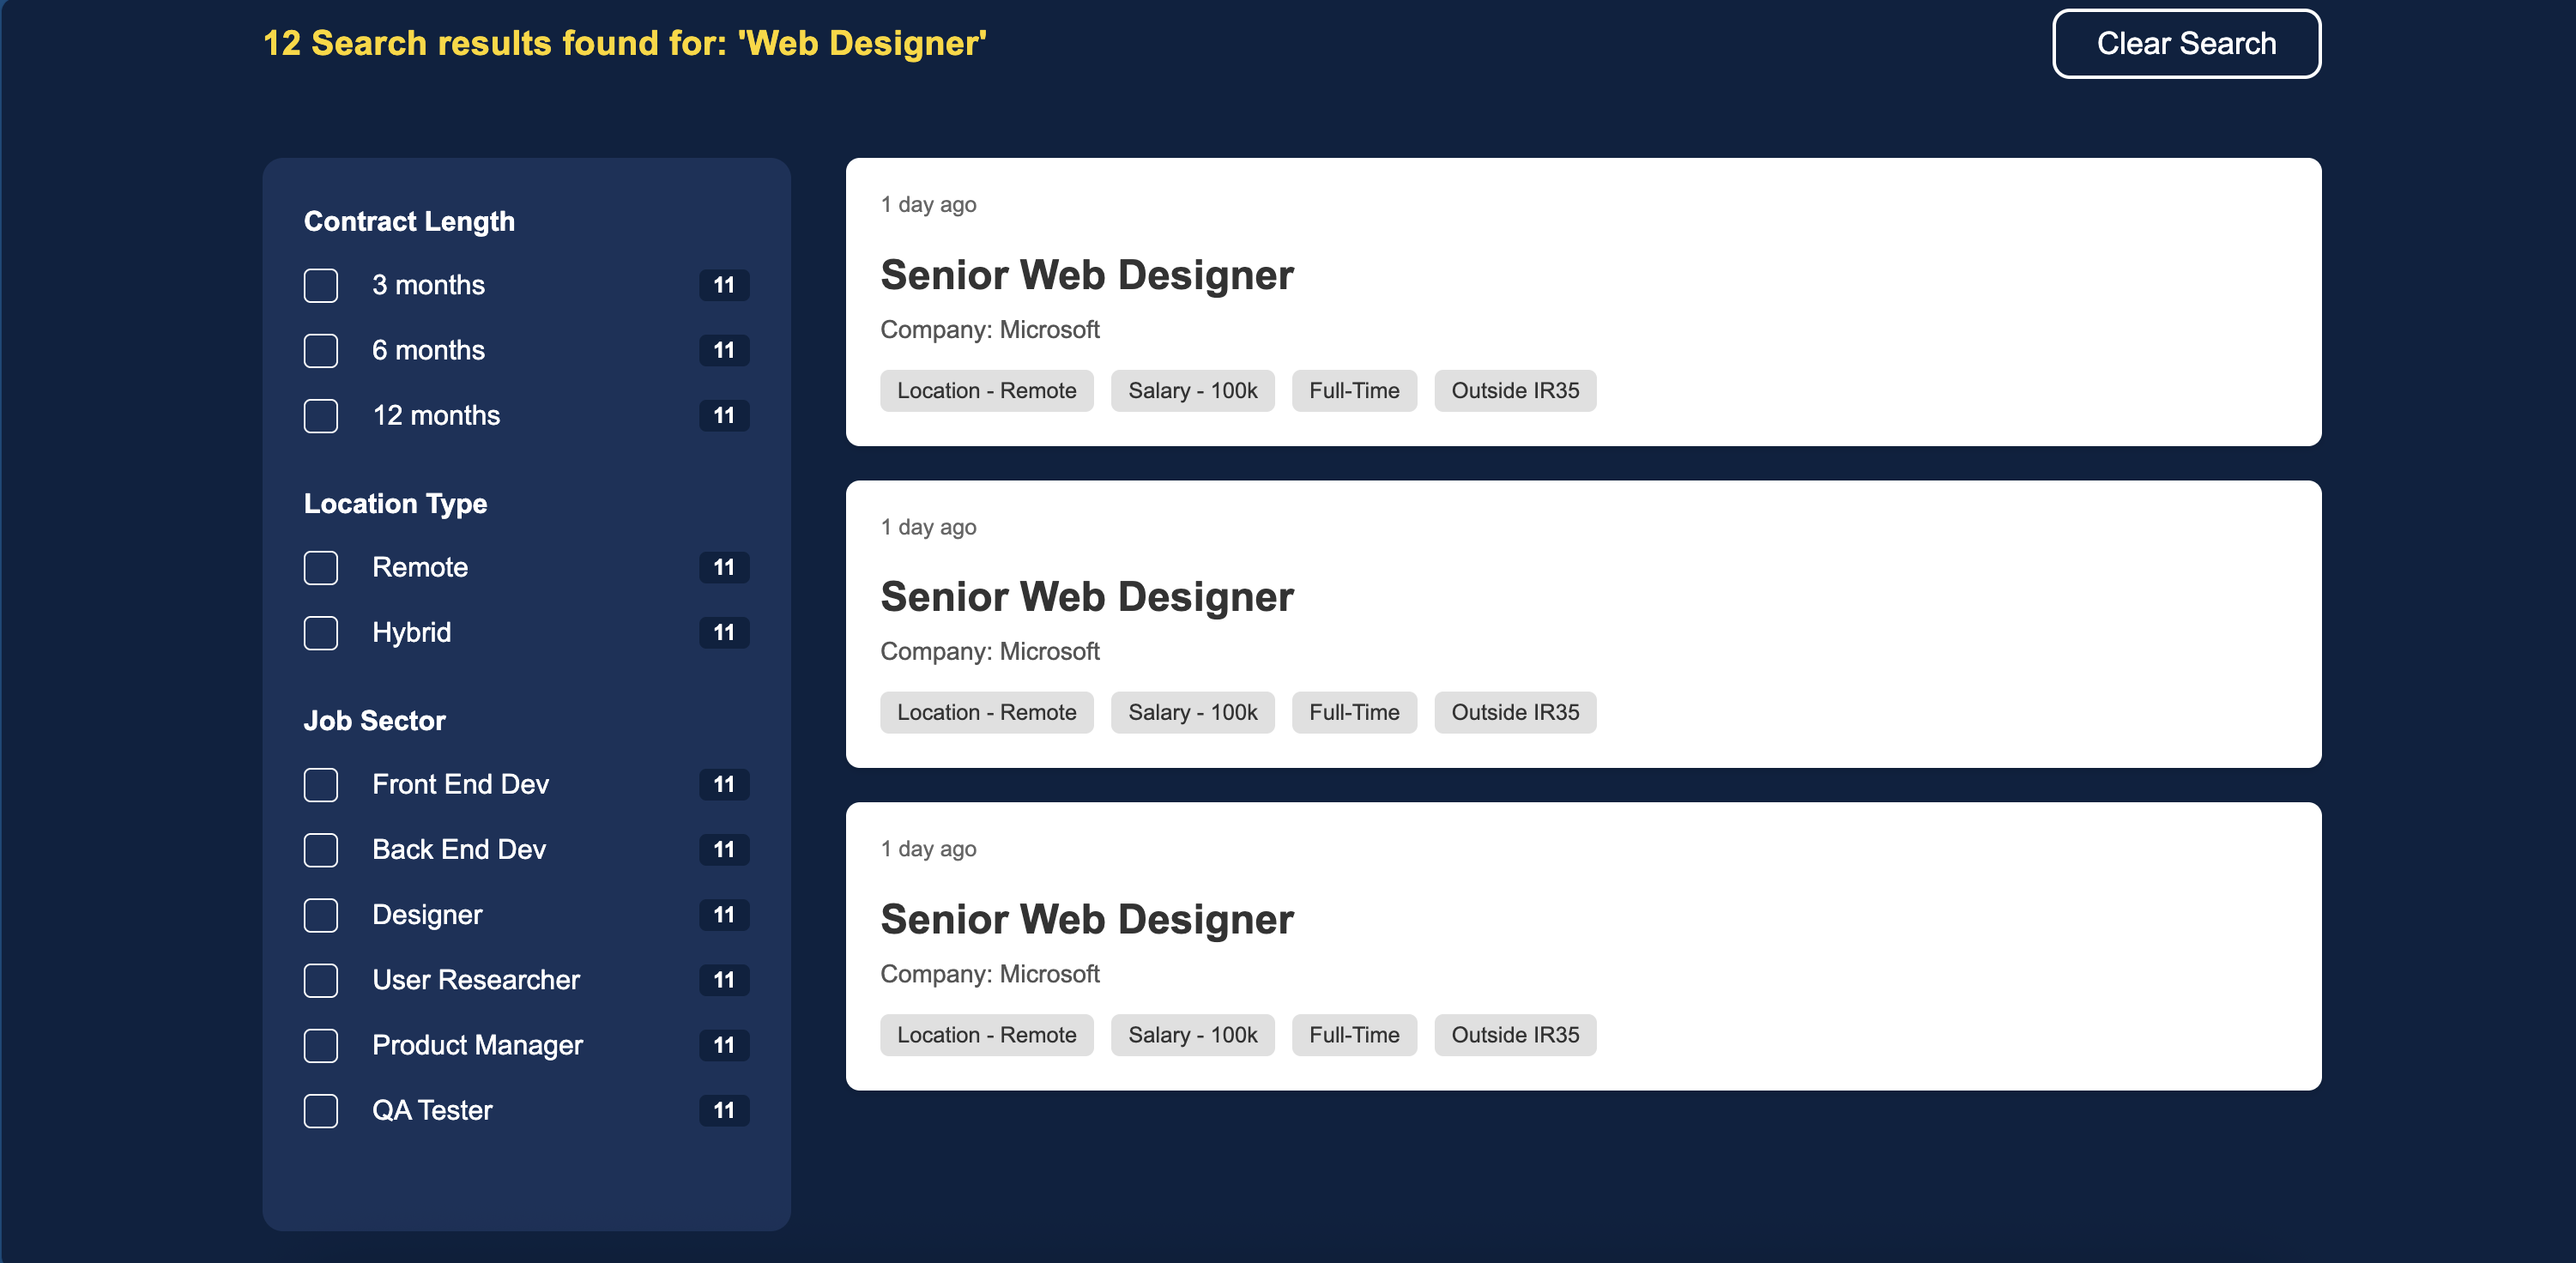 12 Search results found for: 'Web Designer'
Clear Search
Contract Length
3 months 11
6 months 11
12 months 11
Location Type
Remote 11
Hybrid 11
Job Sector
Front End Dev 11
Back End Dev 11
Designer 11
User Researcher 11
Product Manager 11
QA Tester 11
1 day ago
Senior Web Designer
Company: Microsoft
Location - Remote Salary - 100k Full-Time Outside IR35
1 day ago
Senior Web Designer
Company: Microsoft
Location - Remote Salary - 100k Full-Time Outside IR35
1 day ago
Senior Web Designer
Company: Microsoft
Location - Remote Salary - 100k Full-Time Outside IR35